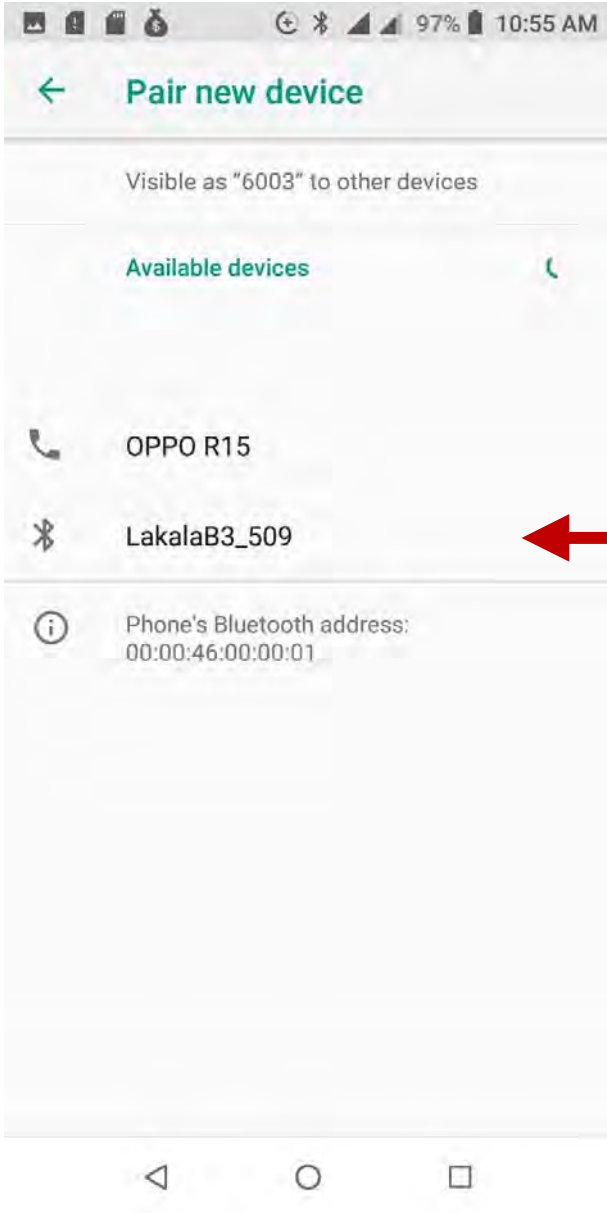 97% 10:55 AM
Pair new device
Visible as "6003" to other devices
Available devices
OPPO R15
LakalaB3_509
Phone's Bluetooth address:
00:00:46:00:00:01